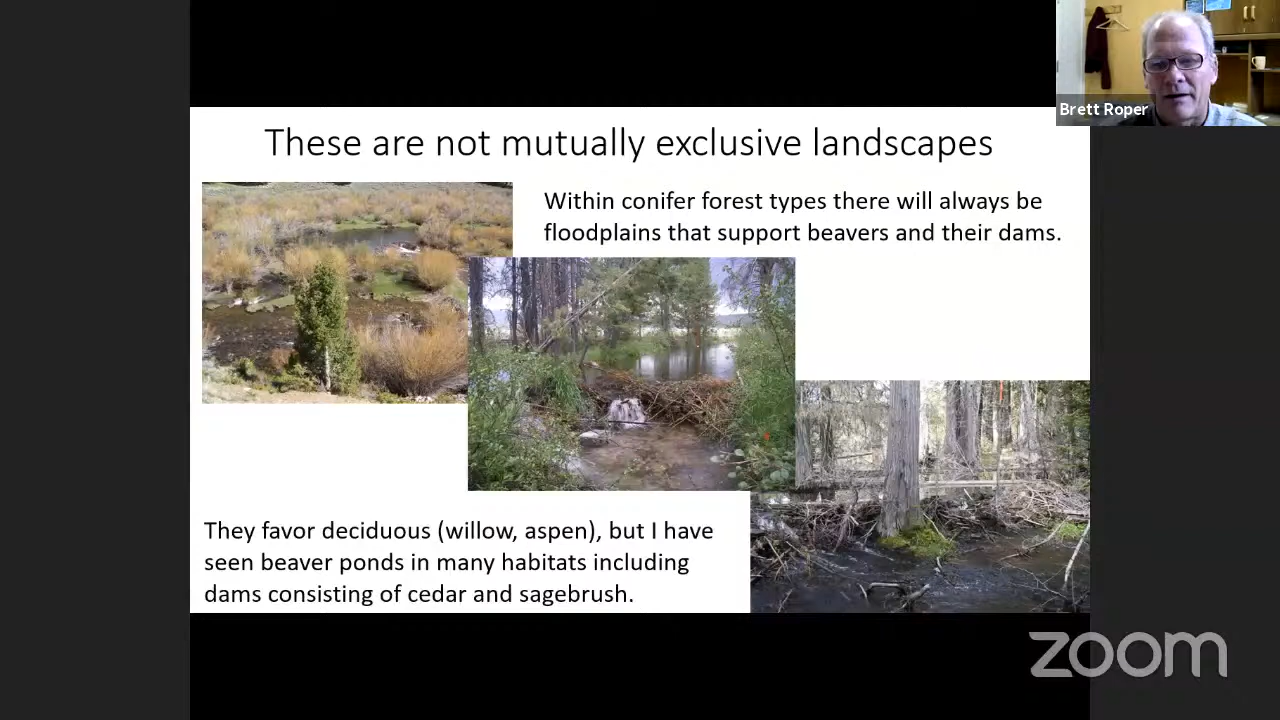 Brett Roper
These are not mutually exclusive landscapes
Within conifer forest types there will always be
floodplains that support beavers and their dams.
They favor deciduous (willow, aspen), but I have
seen beaver ponds in many habitats including
dams consisting of cedar and sagebrush.
zoom